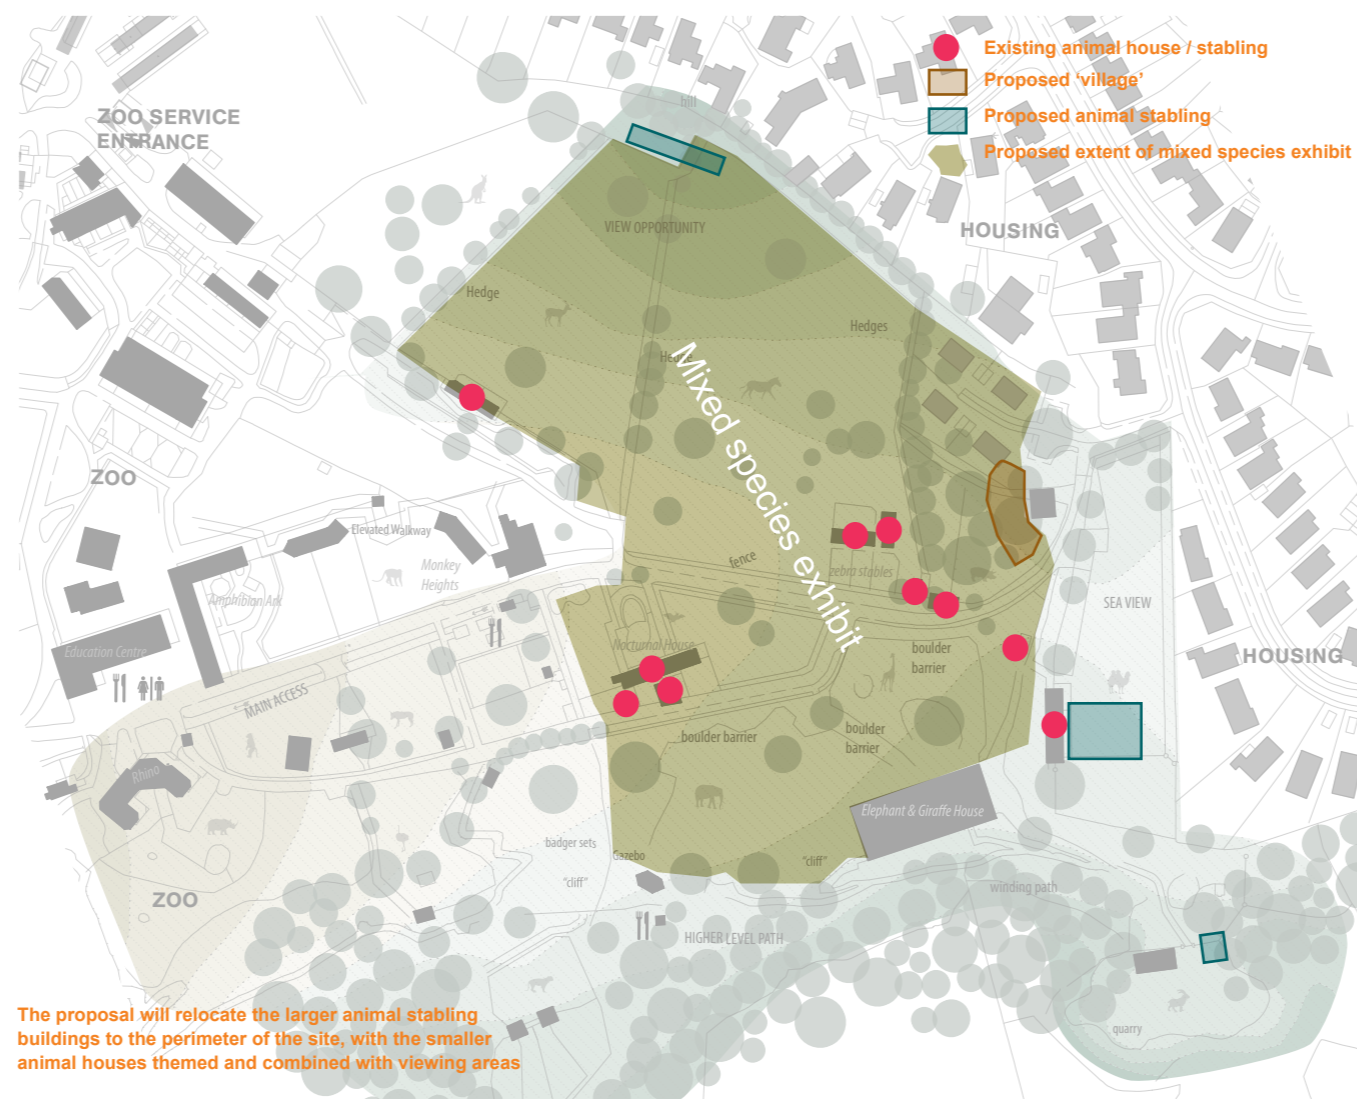 Existing animal house / stabling
Proposed ‘village’
Proposed animal stabling
Proposed extent of mixed species exhibit
ZOO SERVICE
ENTRANCE
hill
VIEW OPPORTUNITY
HOUSING
Hedge
Hedges
Hedge
Mixed species exhibit
ZOO
Elevated Walkway
Monkey
Heights
Amphibian Ark
fence
zebra stables
SEA VIEW
Education Centre
Nocturnal House
boulder
barrier
HOUSING
MAIN ACCESS
boulder barrier
boulder
barrier
Rhino
Elephant & Giraffe House
badger sets
Gazebo
"cliff"
"cliff"
winding path
ZOO
HIGHER LEVEL PATH
quarry
The proposal will relocate the larger animal stabling
buildings to the perimeter of the site, with the smaller
animal houses themed and combined with viewing areas